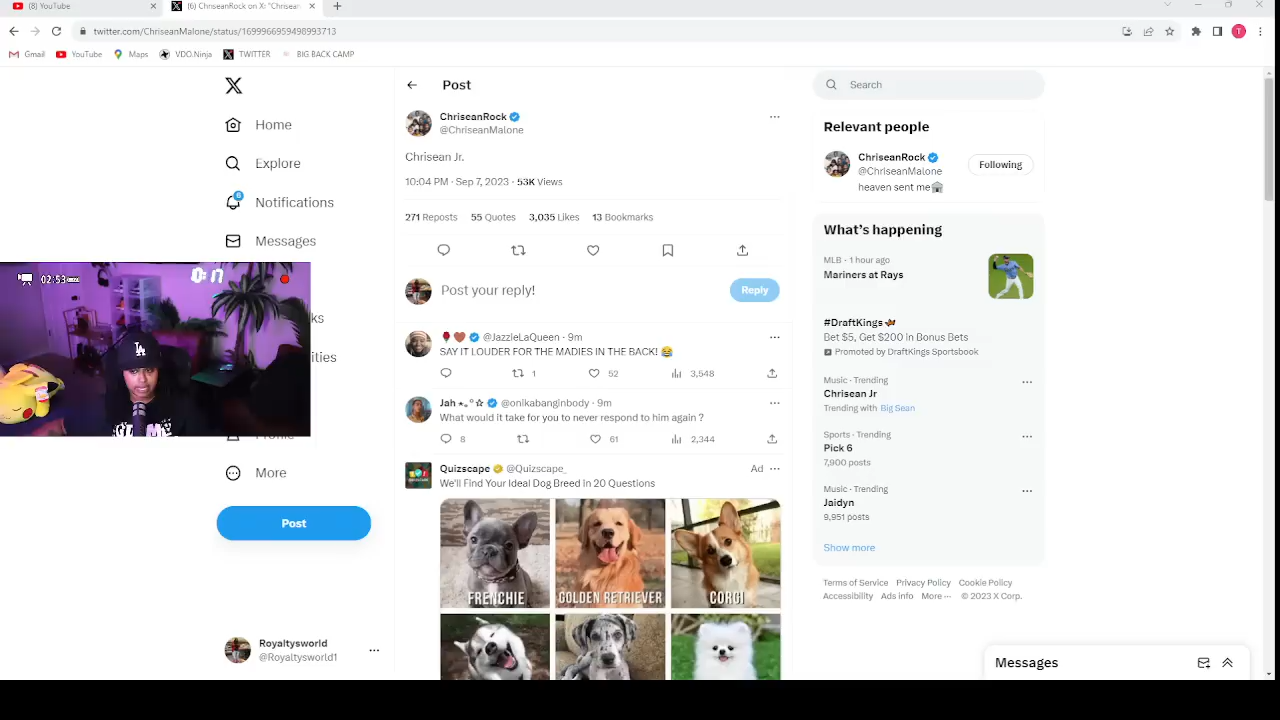 (8) YouTube
(6) ChriseanRock on X: "Chrisean
twitter.com/ChriseanMalone/status/1699966959498993713
Gmail
YouTube
Maps
VDO.Ninja
TWITTER
BIG BACK CAMP
Home
Explore
6
Notifications
Messages
More
Post
Royaltysworld
@Royaltysworld1
02:53
LA
Post
ChriseanRock
@ChriseanMalone
Chrisean Jr.
10:04 PM · Sep 7, 2023 · 53K Views
271 Reposts 55 Quotes 3,035 Likes 13 Bookmarks
Post your reply!
Reply
@JazzieLaQueen · 9m
SAY IT LOUDER FOR THE MADIES IN THE BACK! 😂
1 52 3,548
Jah @onikabanginbody · 9m
What would it take for you to never respond to him again ?
8 61 2,344
Quizscape @Quizscape_
Ad
We'll Find Your Ideal Dog Breed in 20 Questions
FRENCHIE
GOLDEN RETRIEVER
CORGI
Search
Relevant people
ChriseanRock
@ChriseanMalone
Following
heaven sent me
What's happening
MLB · 1 hour ago
Mariners at Rays
#DraftKings
Bet $5, Get $200 in Bonus Bets
Promoted by DraftKings Sportsbook
Music · Trending
Chrisean Jr
Trending with Big Sean
Sports · Trending
Pick 6
7,900 posts
Music · Trending
Jaidyn
9,951 posts
Show more
Terms of Service Privacy Policy Cookie Policy
Accessibility Ads info More ··· © 2023 X Corp.
Messages